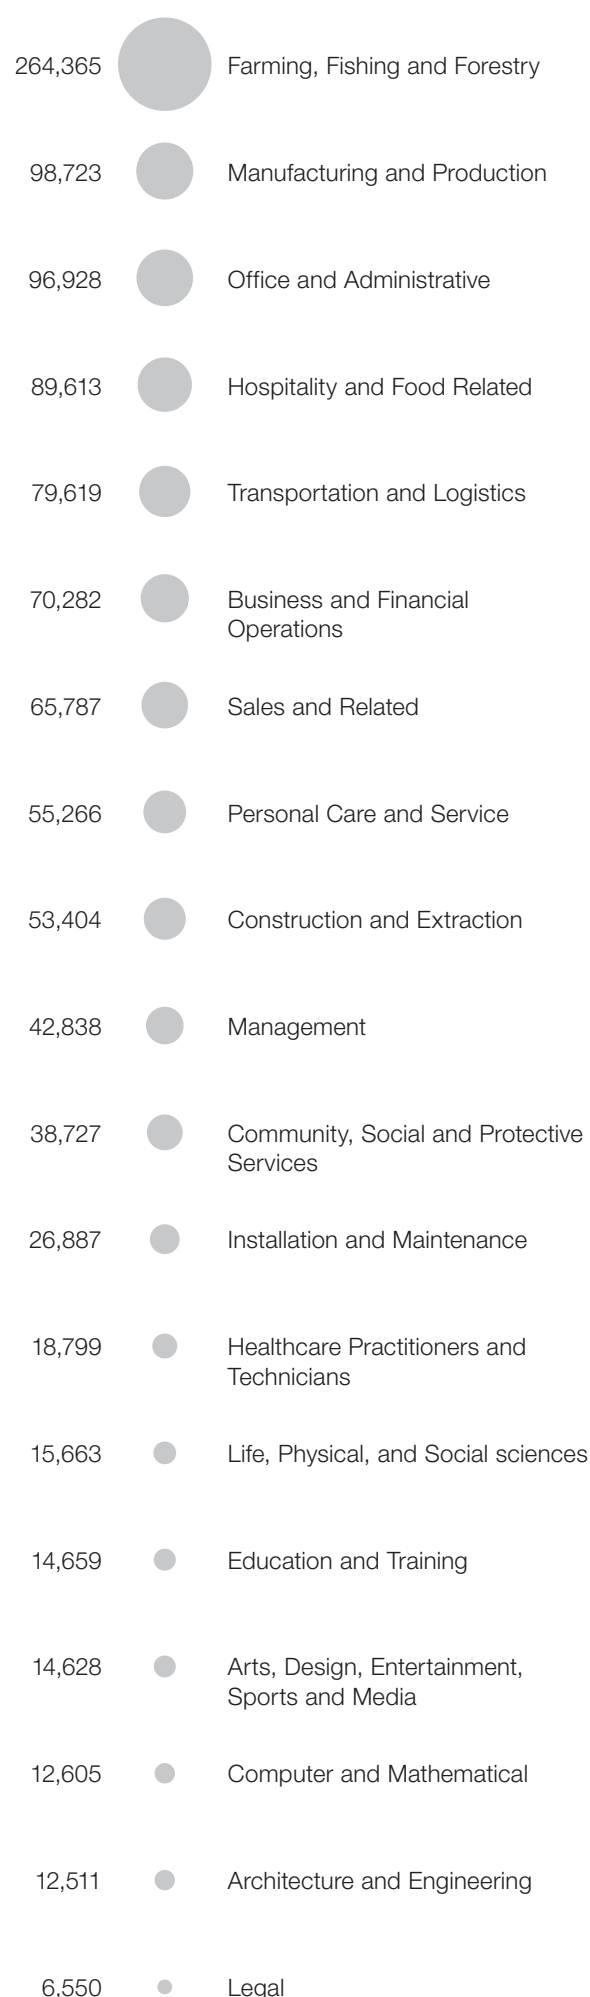 264,365 Farming, Fishing and Forestry
98,723 Manufacturing and Production
96,928 Office and Administrative
89,613 Hospitality and Food Related
79,619 Transportation and Logistics
70,282 Business and Financial
Operations
65,787 Sales and Related
55,266 Personal Care and Service
53,404 Construction and Extraction
42,838 Management
38,727 Community, Social and Protective
Services
26,887 Installation and Maintenance
18,799 Healthcare Practitioners and
Technicians
15,663 Life, Physical, and Social sciences
14,659 Education and Training
14,628 Arts, Design, Entertainment,
Sports and Media
12,605 Computer and Mathematical
12,511 Architecture and Engineering
6,550 Legal